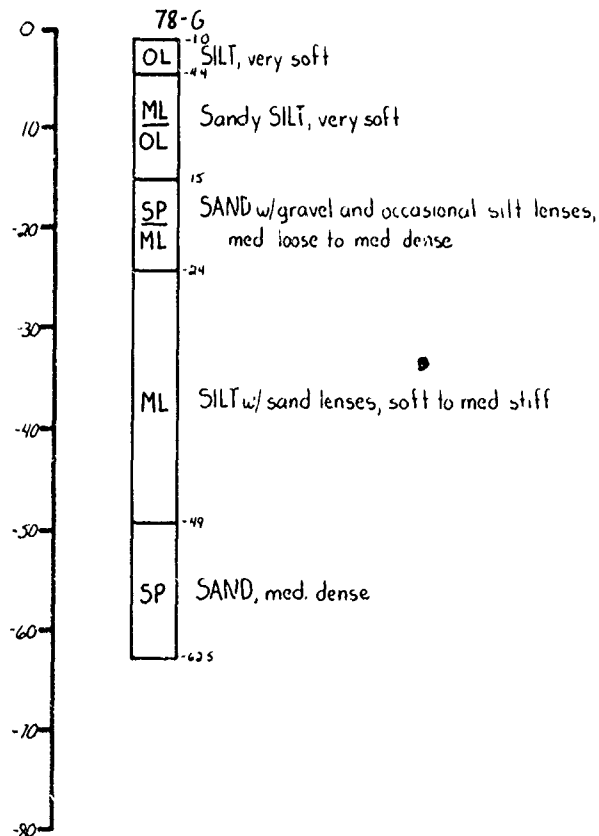 78-G
0
-10
OL SILT, very soft
-44
ML
OL
Sandy SILT, very soft
10
15
SP
ML
SAND w/gravel and occasional silt lenses,
med loose to med dense
-20
-24
-30
ML SILT w/ sand lenses, soft to med stiff
-40
-49
-50
SP SAND, med. dense
-60
-62.5
-70
-80